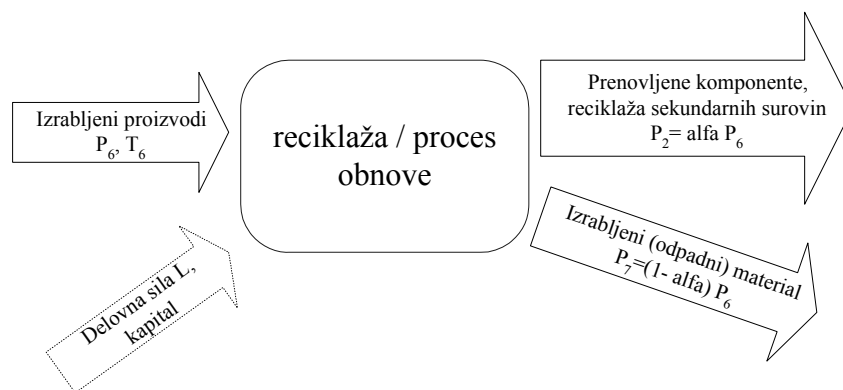 Izrabljeni proizvodi
P₆, T₆
Delovna sila L,
kapital
reciklaža / proces
obnove
Prenovljene komponente,
reciklaža sekundarnih surovin
P₂= alfa P₆
Izrabljeni (odpadni) material
P₇=(1- alfa) P₆